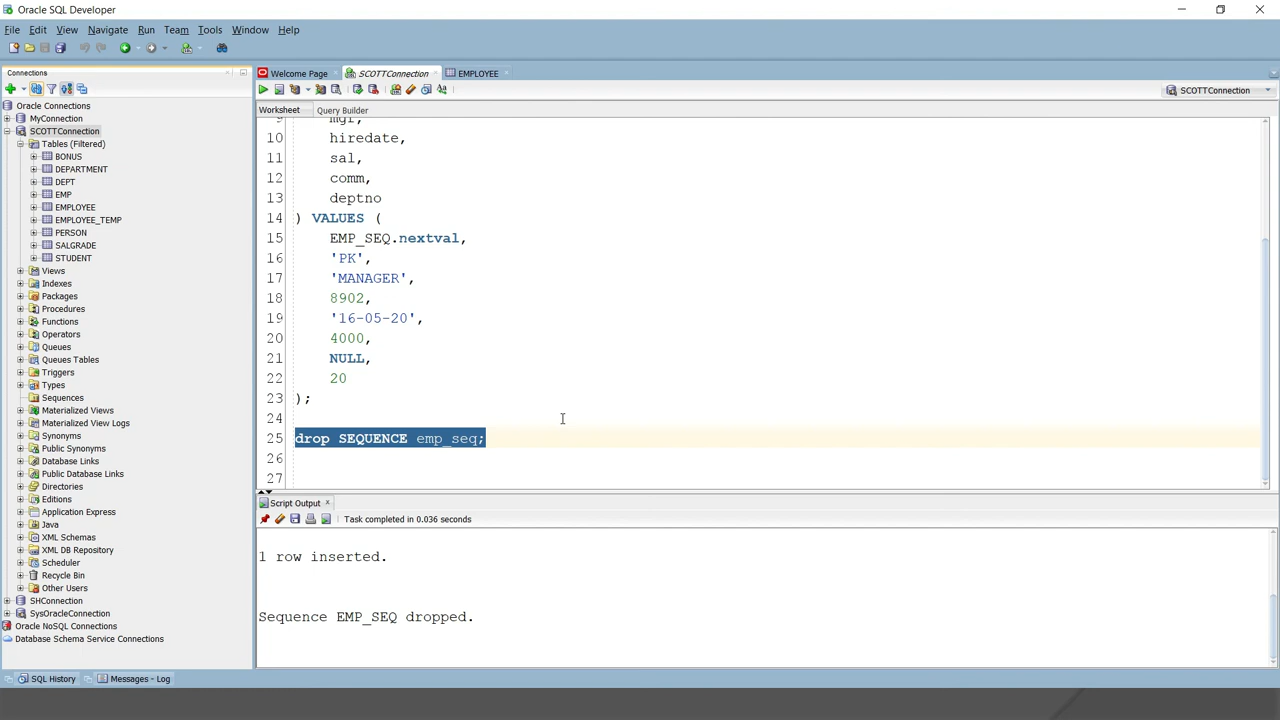 Oracle SQL Developer
File Edit View Navigate Run Team Tools Window Help
Connections
Welcome Page
SCOTTConnection
EMPLOYEE
SCOTTConnection
Worksheet
Query Builder
Oracle Connections
MyConnection
SCOTTConnection
Tables (Filtered)
BONUS
DEPARTMENT
DEPT
EMP
EMPLOYEE
EMPLOYEE_TEMP
PERSON
SALGRADE
STUDENT
Views
Indexes
Packages
Procedures
Functions
Operators
Queues
Queues Tables
Triggers
Types
Sequences
Materialized Views
Materialized View Logs
Synonyms
Public Synonyms
Database Links
Public Database Links
Directories
Editions
Application Express
Java
XML Schemas
XML DB Repository
Scheduler
Recycle Bin
Other Users
SHConnection
SysOracleConnection
Oracle NoSQL Connections
Database Schema Service Connections
9 mgr,
10 hiredate,
11 sal,
12 comm,
13 deptno
14 ) VALUES (
15 EMP_SEQ.nextval,
16 'PK',
17 'MANAGER',
18 8902,
19 '16-05-20',
20 4000,
21 NULL,
22 20
23 );
24
25 drop SEQUENCE emp_seq;
26
27
Script Output
Task completed in 0.036 seconds
1 row inserted.
Sequence EMP_SEQ dropped.
SQL History
Messages - Log